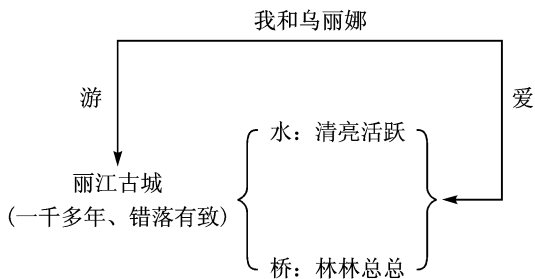 我和乌丽娜
游
爱
水：清亮活跃
丽江古城
(一千多年、错落有致)
桥：林林总总